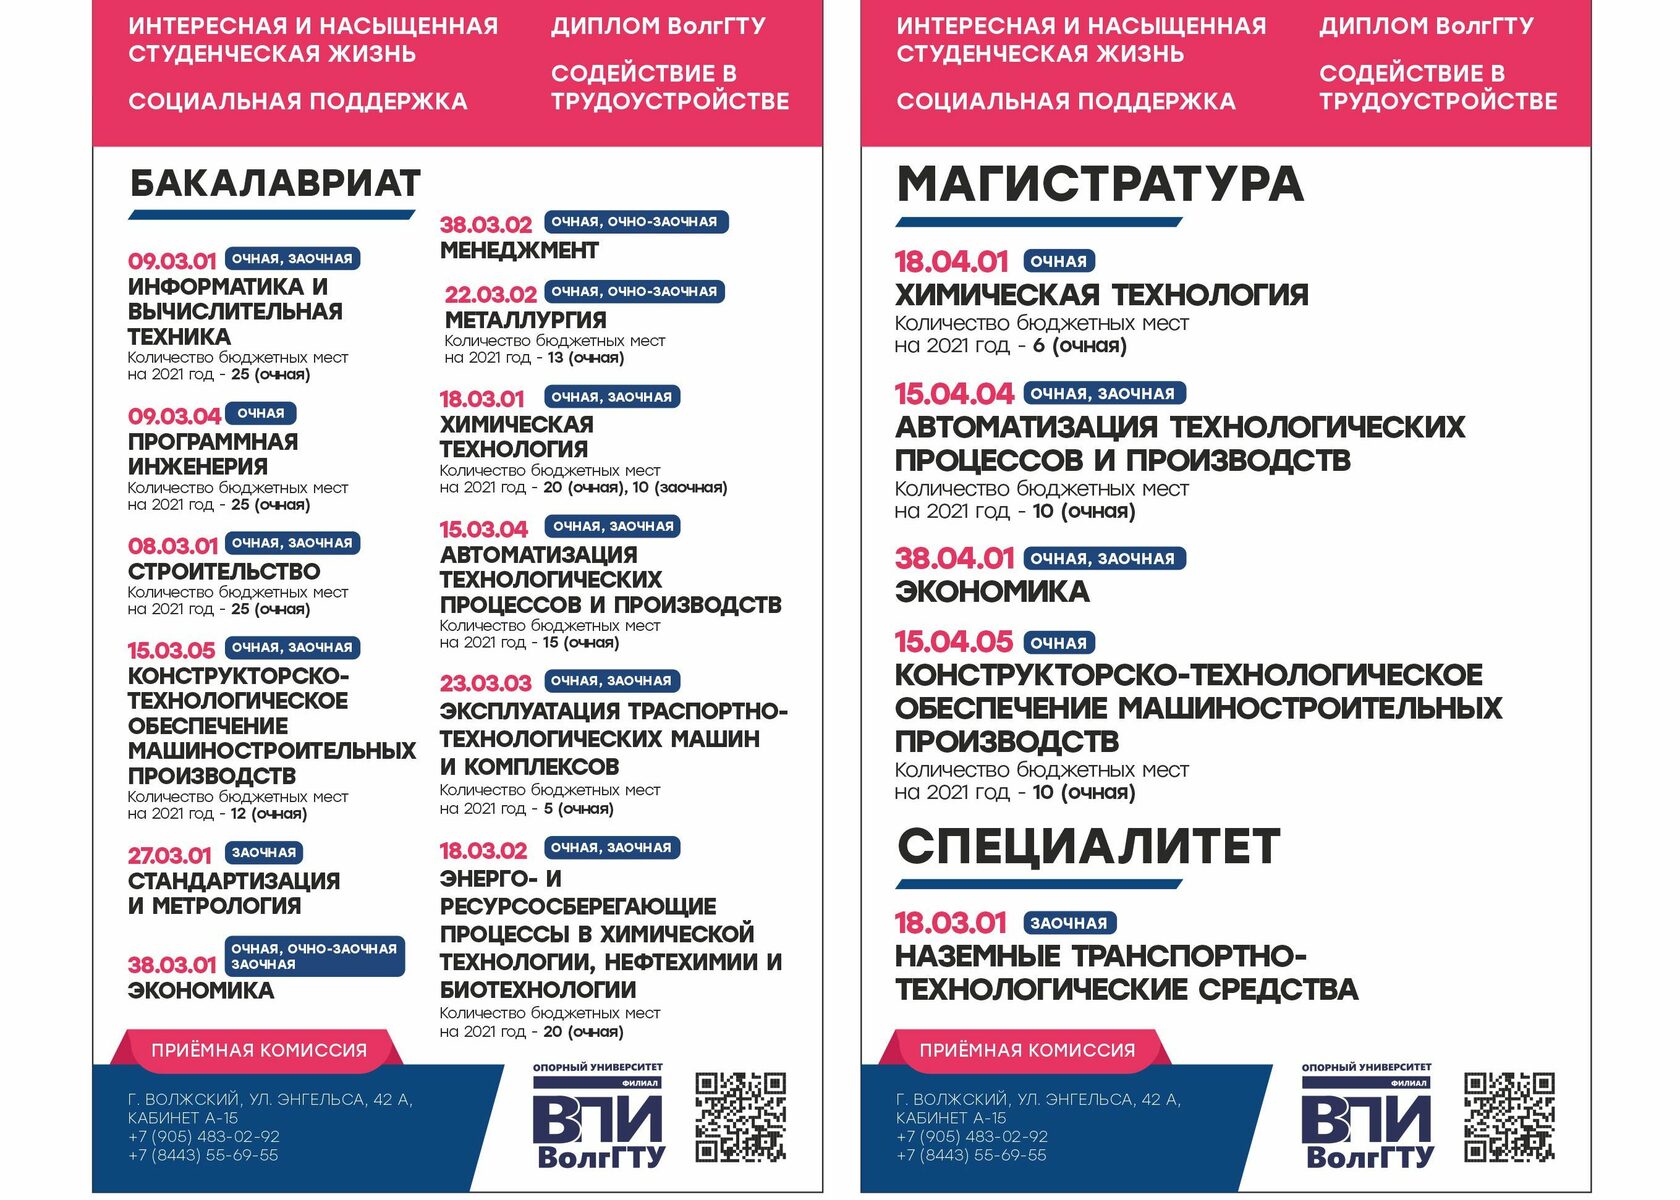 ИНТЕРЕСНАЯ И НАСЫЩЕННАЯ
СТУДЕНЧЕСКАЯ ЖИЗНЬ
СОЦИАЛЬНАЯ ПОДДЕРЖКА
ДИПЛОМ ВолгГТУ
СОДЕЙСТВИЕ В
ТРУДОУСТРОЙСТВЕ
БАКАЛАВРИАТ
09.03.01 ОЧНАЯ, ЗАОЧНАЯ
ИНФОРМАТИКА И
ВЫЧИСЛИТЕЛЬНАЯ
ТЕХНИКА
Количество бюджетных мест
на 2021 год - 25 (очная)
09.03.04 ОЧНАЯ
ПРОГРАММНАЯ
ИНЖЕНЕРИЯ
Количество бюджетных мест
на 2021 год - 25 (очная)
08.03.01 ОЧНАЯ, ЗАОЧНАЯ
СТРОИТЕЛЬСТВО
Количество бюджетных мест
на 2021 год - 25 (очная)
15.03.05 ОЧНАЯ, ЗАОЧНАЯ
КОНСТРУКТОРСКО-
ТЕХНОЛОГИЧЕСКОЕ
ОБЕСПЕЧЕНИЕ
МАШИНОСТРОИТЕЛЬНЫХ
ПРОИЗВОДСТВ
Количество бюджетных мест
на 2021 год - 12 (очная)
27.03.01 ЗАОЧНАЯ
СТАНДАРТИЗАЦИЯ
И МЕТРОЛОГИЯ
38.03.01 ОЧНАЯ, ОЧНО-ЗАОЧНАЯ
ЗАОЧНАЯ
ЭКОНОМИКА
38.03.02 ОЧНАЯ, ОЧНО-ЗАОЧНАЯ
МЕНЕДЖМЕНТ
22.03.02 ОЧНАЯ, ОЧНО-ЗАОЧНАЯ
МЕТАЛЛУРГИЯ
Количество бюджетных мест
на 2021 год - 13 (очная)
18.03.01 ОЧНАЯ, ЗАОЧНАЯ
ХИМИЧЕСКАЯ
ТЕХНОЛОГИЯ
Количество бюджетных мест
на 2021 год - 20 (очная), 10 (заочная)
15.03.04 ОЧНАЯ, ЗАОЧНАЯ
АВТОМАТИЗАЦИЯ
ТЕХНОЛОГИЧЕСКИХ
ПРОЦЕССОВ И ПРОИЗВОДСТВ
Количество бюджетных мест
на 2021 год - 15 (очная)
23.03.03 ОЧНАЯ, ЗАОЧНАЯ
ЭКСПЛУАТАЦИЯ ТРАСПОРТНО-
ТЕХНОЛОГИЧЕСКИХ МАШИН
И КОМПЛЕКСОВ
Количество бюджетных мест
на 2021 год - 5 (очная)
18.03.02 ОЧНАЯ, ЗАОЧНАЯ
ЭНЕРГО- И
РЕСУРСОСБЕРЕГАЮЩИЕ
ПРОЦЕССЫ В ХИМИЧЕСКОЙ
ТЕХНОЛОГИИ, НЕФТЕХИМИИ И
БИОТЕХНОЛОГИИ
Количество бюджетных мест
на 2021 год - 20 (очная)
ПРИЁМНАЯ КОМИССИЯ
Г. ВОЛЖСКИЙ, УЛ. ЭНГЕЛЬСА, 42 А,
КАБИНЕТ А-15
+7 (905) 483-02-92
+7 (8443) 55-69-55
ОПОРНЫЙ УНИВЕРСИТЕТ
ФИЛИАЛ
ВПИ
ВолгГТУ
ИНТЕРЕСНАЯ И НАСЫЩЕННАЯ
СТУДЕНЧЕСКАЯ ЖИЗНЬ
СОЦИАЛЬНАЯ ПОДДЕРЖКА
ДИПЛОМ ВолгГТУ
СОДЕЙСТВИЕ В
ТРУДОУСТРОЙСТВЕ
МАГИСТРАТУРА
18.04.01 ОЧНАЯ
ХИМИЧЕСКАЯ ТЕХНОЛОГИЯ
Количество бюджетных мест
на 2021 год - 6 (очная)
15.04.04 ОЧНАЯ, ЗАОЧНАЯ
АВТОМАТИЗАЦИЯ ТЕХНОЛОГИЧЕСКИХ
ПРОЦЕССОВ И ПРОИЗВОДСТВ
Количество бюджетных мест
на 2021 год - 10 (очная)
38.04.01 ОЧНАЯ, ЗАОЧНАЯ
ЭКОНОМИКА
15.04.05 ОЧНАЯ
КОНСТРУКТОРСКО-ТЕХНОЛОГИЧЕСКОЕ
ОБЕСПЕЧЕНИЕ МАШИНОСТРОИТЕЛЬНЫХ
ПРОИЗВОДСТВ
Количество бюджетных мест
на 2021 год - 10 (очная)
СПЕЦИАЛИТЕТ
18.03.01 ЗАОЧНАЯ
НАЗЕМНЫЕ ТРАНСПОРТНО-
ТЕХНОЛОГИЧЕСКИЕ СРЕДСТВА
ПРИЁМНАЯ КОМИССИЯ
Г. ВОЛЖСКИЙ, УЛ. ЭНГЕЛЬСА, 42 А,
КАБИНЕТ А-15
+7 (905) 483-02-92
+7 (8443) 55-69-55
ОПОРНЫЙ УНИВЕРСИТЕТ
ФИЛИАЛ
ВПИ
ВолгГТУ